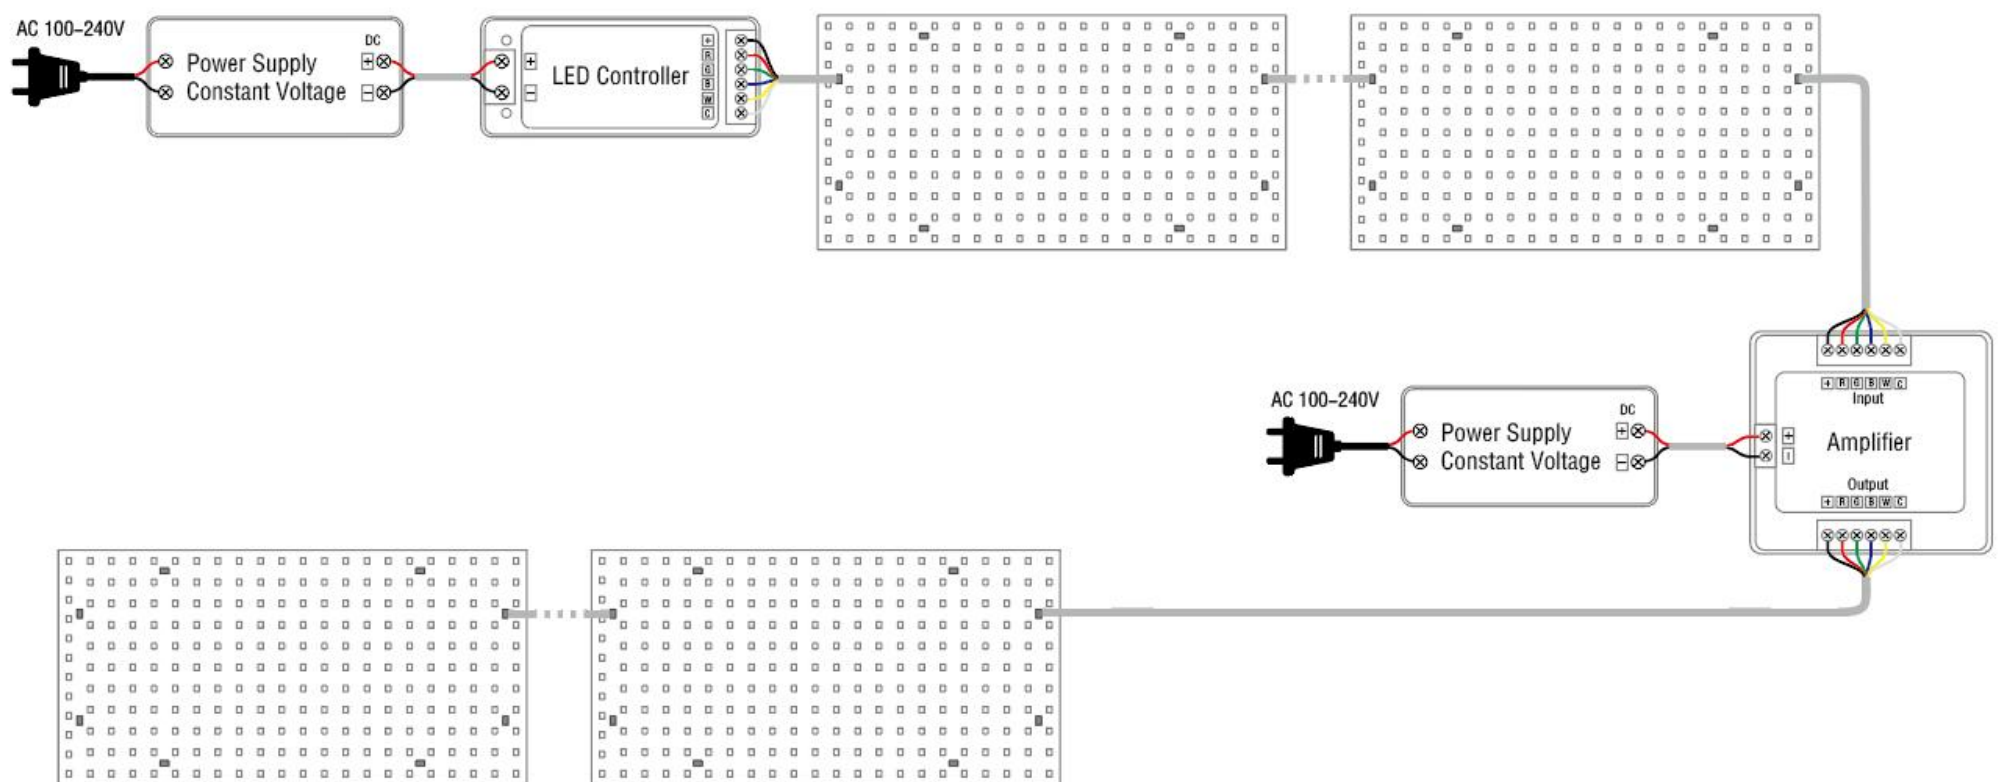 AC 100–240V
Power Supply
Constant Voltage
DC
+
−
+
−
LED Controller
+
R
G
B
W
C
AC 100–240V
Power Supply
Constant Voltage
DC
+
−
+ R G B W C
Input
+
−
Amplifier
Output
+ R G B W C